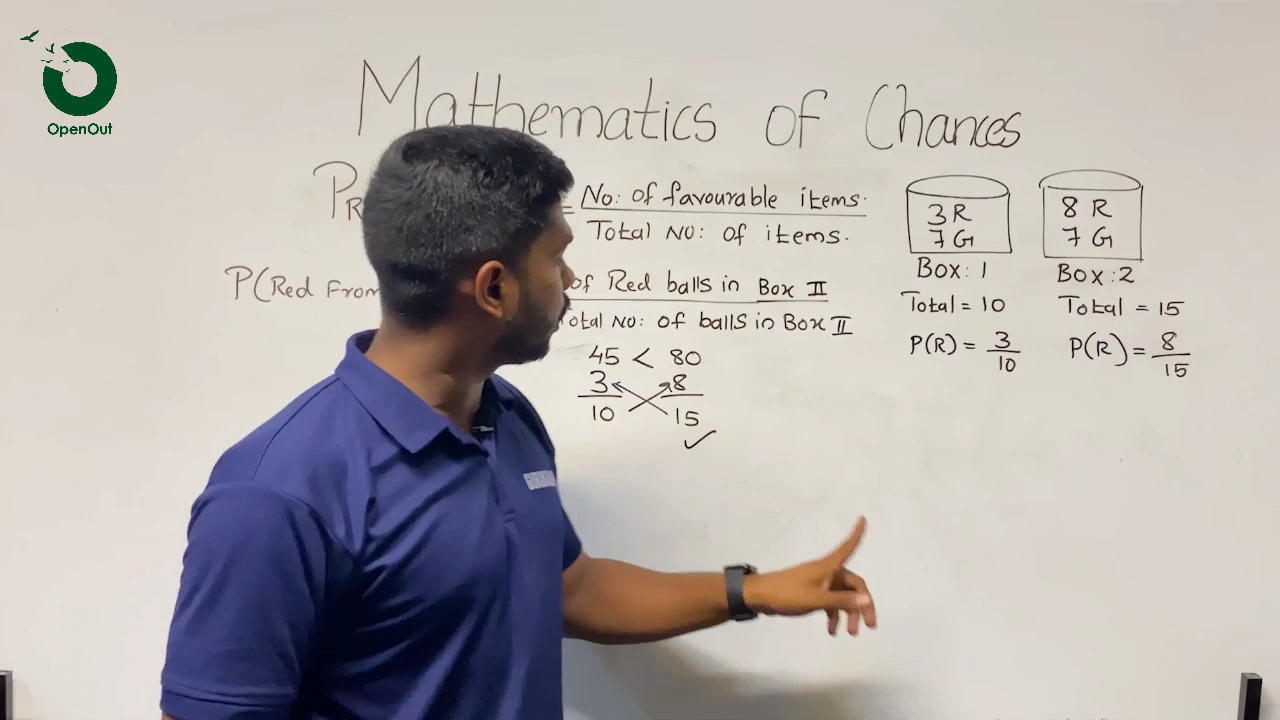 OpenOut
Mathematics of Chances
PR = No: of favourable items.
Total No: of items.
P(Red From of Red balls in Box II
Total No: of balls in Box II
45 < 80
3 8
10 15
3R
7G
Box: 1
Total = 10
P(R) = 3
10
8 R
7 G
Box:2
Total = 15
P(R) = 8
15